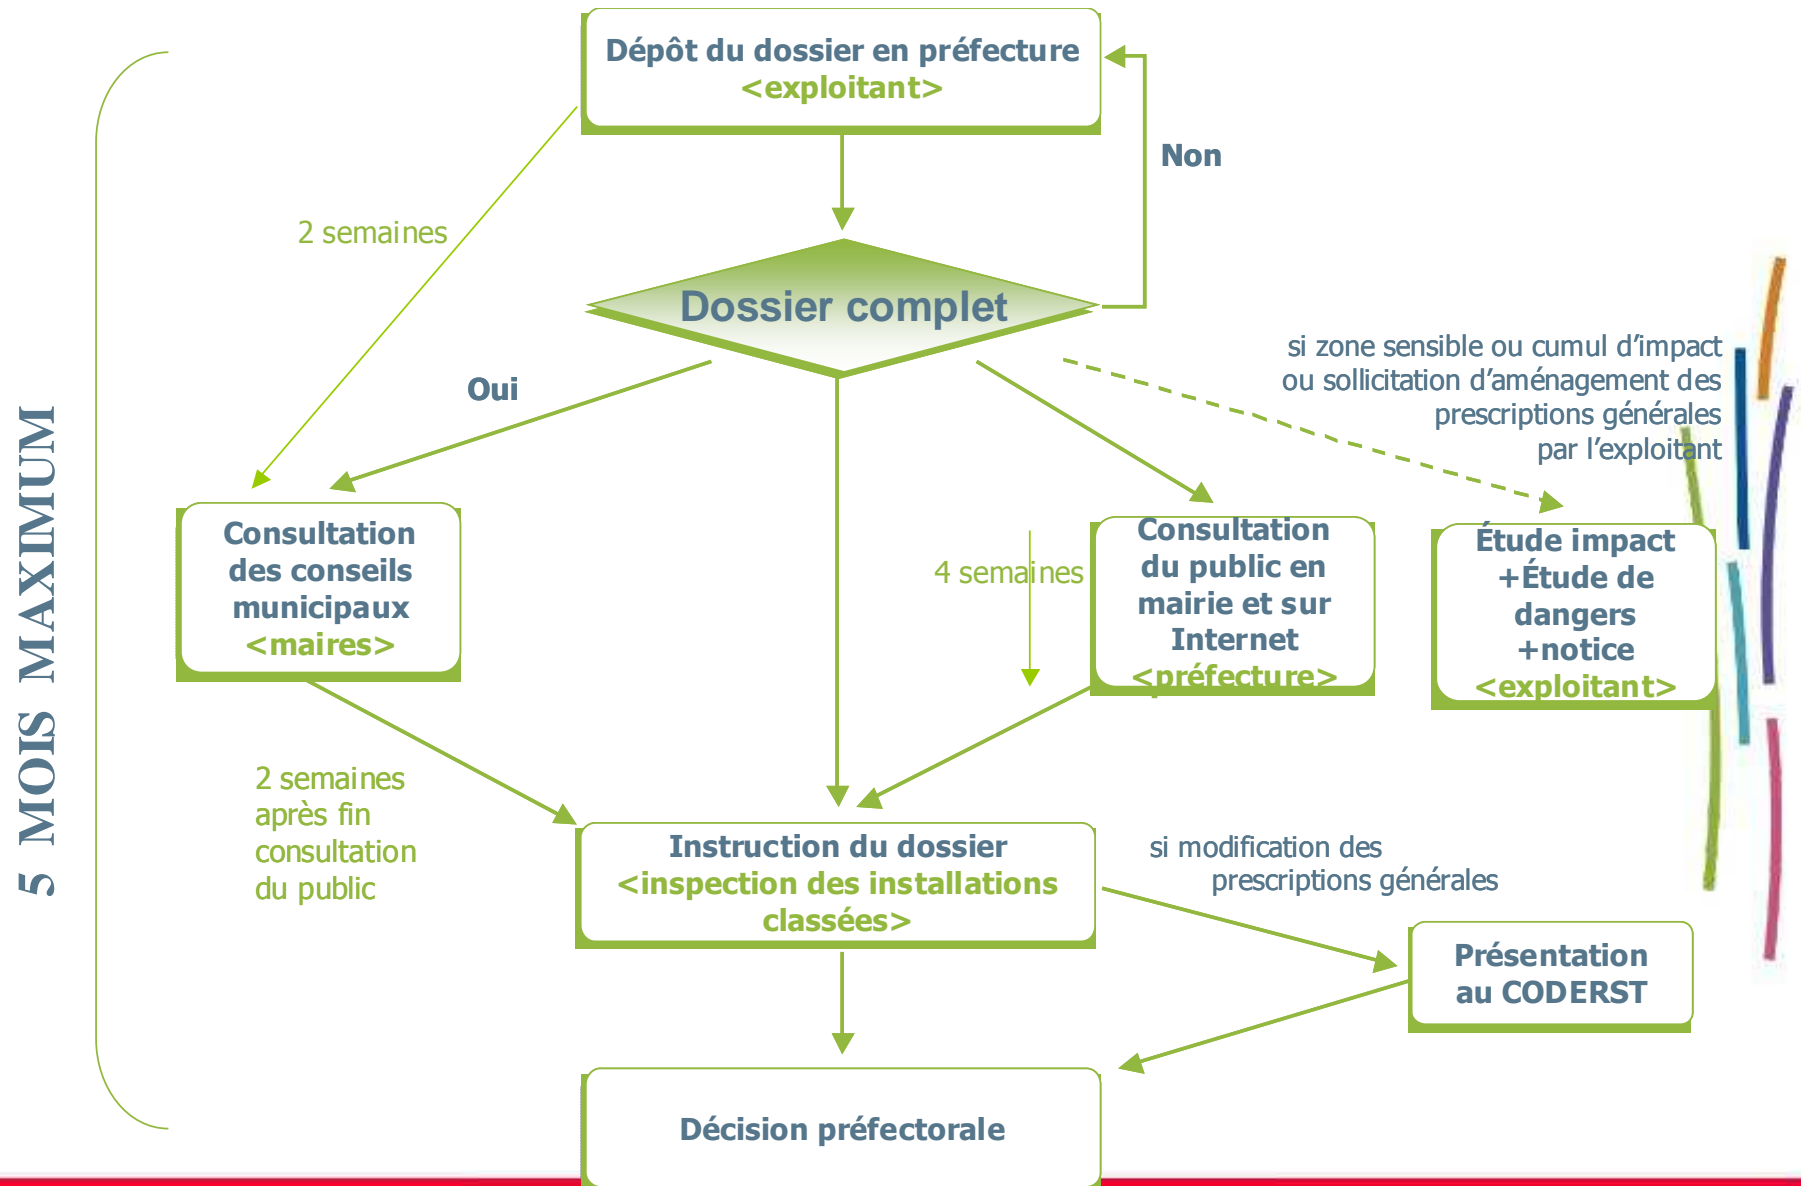 Dépôt du dossier en préfecture
<exploitant>
Non
2 semaines
Dossier complet
si zone sensible ou cumul d’impact
ou sollicitation d’aménagement des
prescriptions générales
par l’exploitant
Oui
5 MOIS MAXIMUM
Consultation
des conseils
municipaux
<maires>
4 semaines
Consultation
du public en
mairie et sur
Internet
<préfecture>
Étude impact
+Étude de
dangers
+notice
<exploitant>
2 semaines
après fin
consultation
du public
Instruction du dossier
<inspection des installations
classées>
si modification des
prescriptions générales
Présentation
au CODERST
Décision préfectorale